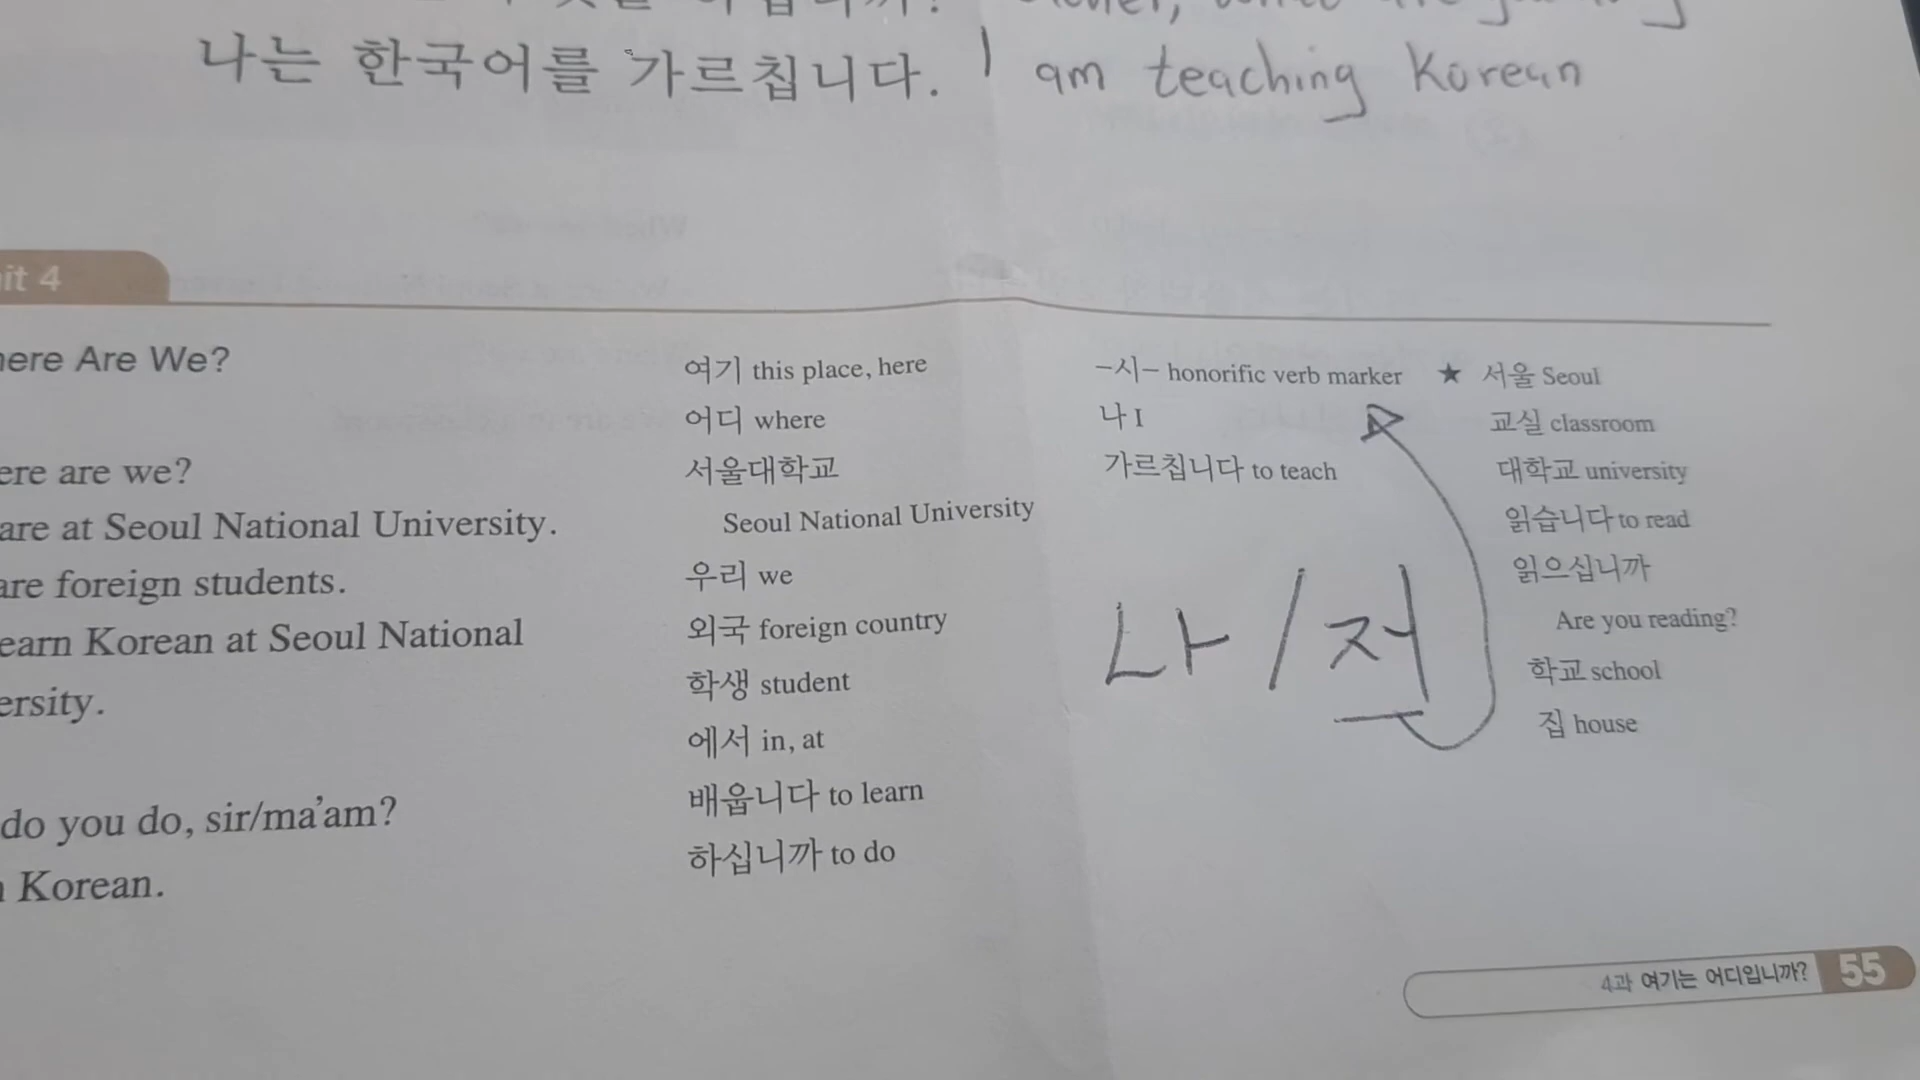 나는 한국어를 가르칩니다. I am teaching Korean
it 4
ere Are We?
ere are we?
are at Seoul National University.
are foreign students.
earn Korean at Seoul National
ersity.
do you do, sir/ma'am?
Korean.
여기 this place, here
어디 where
서울대학교
Seoul National University
우리 we
외국 foreign country
학생 student
에서 in, at
배웁니다 to learn
하십니까 to do
-시- honorific verb marker
나 I
가르칩니다 to teach
나/저
★ 서울 Seoul
교실 classroom
대학교 university
읽습니다 to read
읽으십니까
Are you reading?
학교 school
집 house
4과 여기는 어디입니까? 55